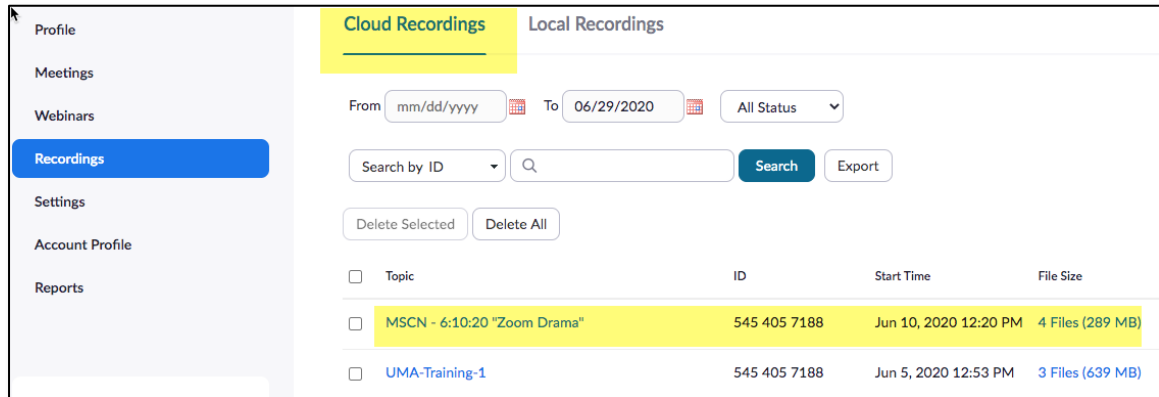 Profile
Meetings
Webinars
Recordings
Settings
Account Profile
Reports
Cloud Recordings Local Recordings
From mm/dd/yyyy To 06/29/2020 All Status
Search by ID Search Export
Delete Selected Delete All
Topic ID Start Time File Size
MSCN - 6:10:20 "Zoom Drama" 545 405 7188 Jun 10, 2020 12:20 PM 4 Files (289 MB)
UMA-Training-1 545 405 7188 Jun 5, 2020 12:53 PM 3 Files (639 MB)